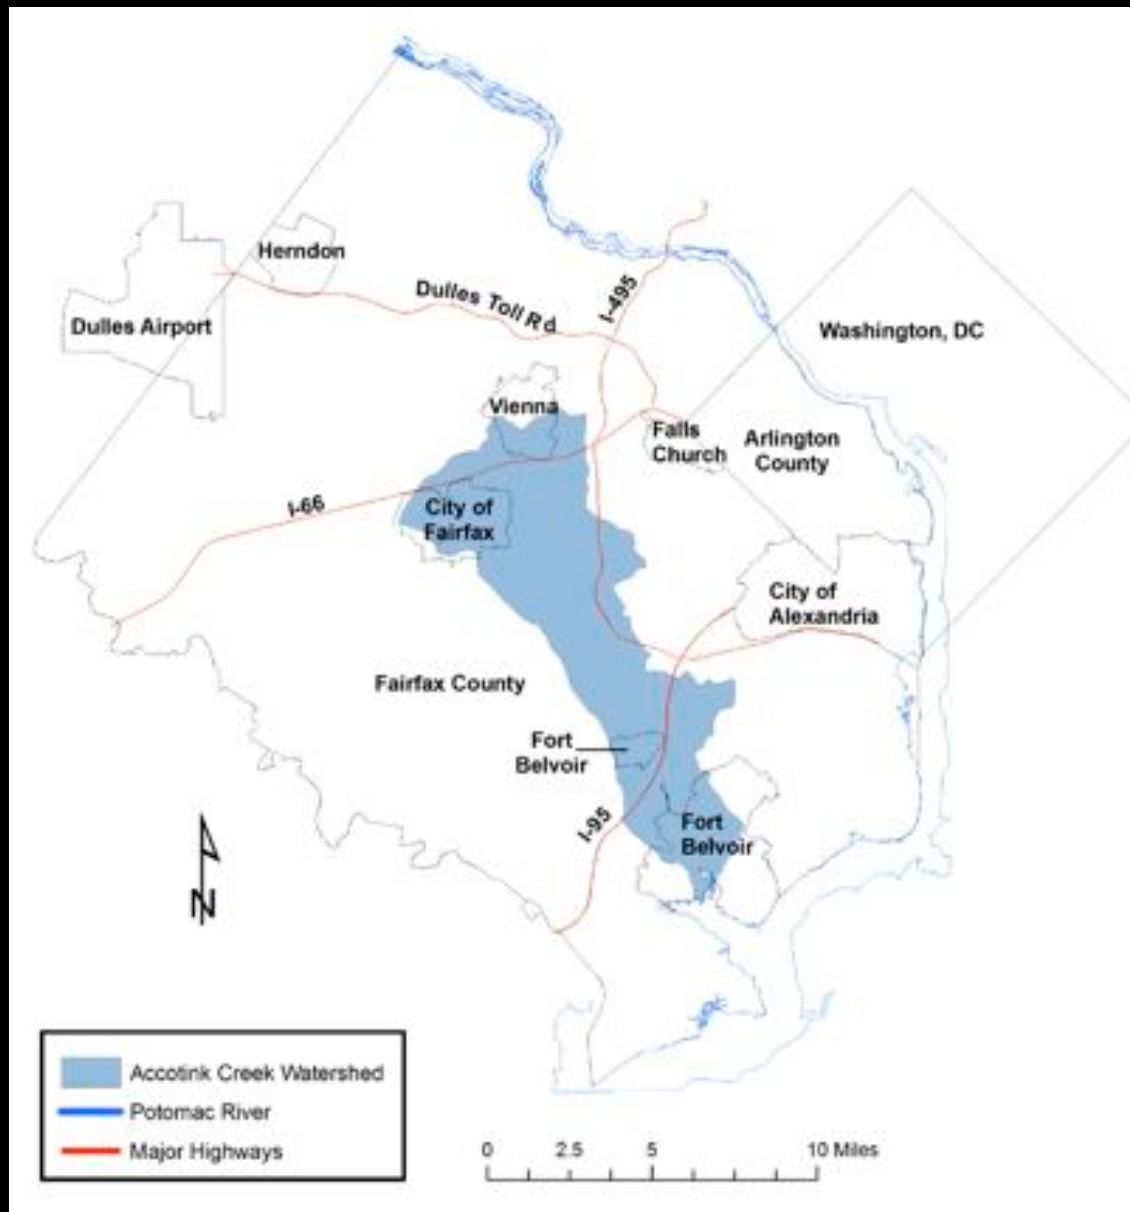 Herndon
Dulles Toll Rd
I-495
Dulles Airport
Washington, DC
Vienna
Falls
Church
Arlington
County
I-66
City of
Fairfax
City of
Alexandria
Fairfax County
Fort
Belvoir
I-95
Fort
Belvoir
N
Accotink Creek Watershed
Potomac River
Major Highways
0 2.5 5 10 Miles